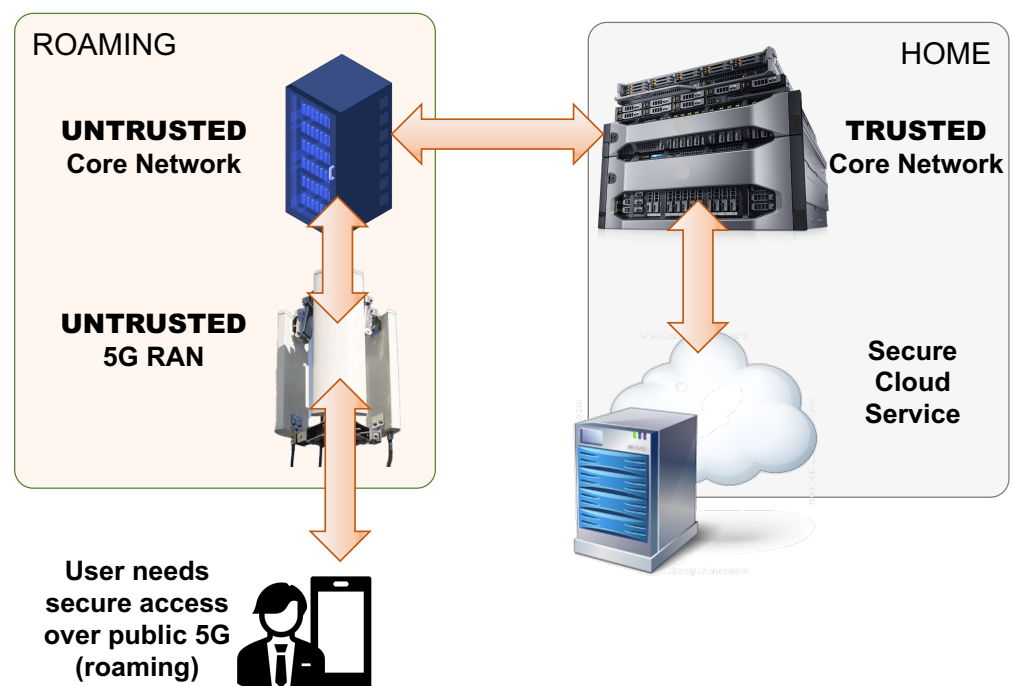 ROAMING
UNTRUSTED
Core Network
UNTRUSTED
5G RAN
User needs
secure access
over public 5G
(roaming)
HOME
TRUSTED
Core Network
Secure
Cloud
Service